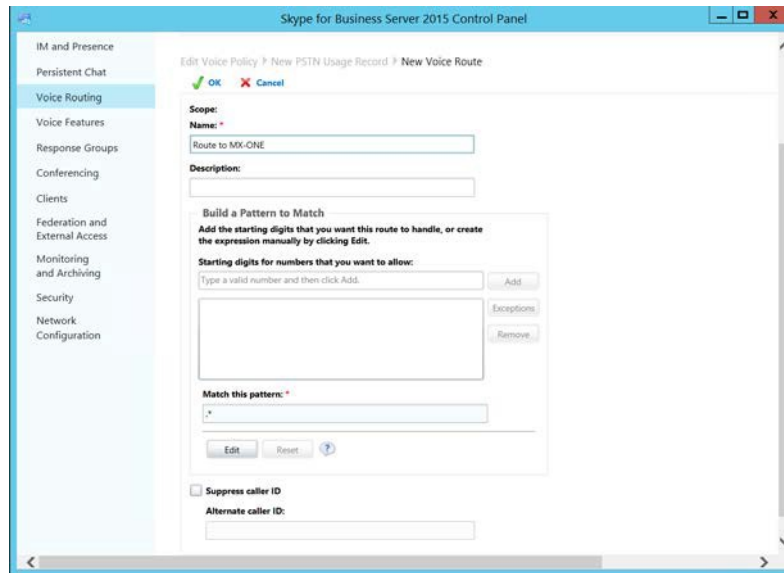 Skype for Business Server 2015 Control Panel
IM and Presence
Persistent Chat
Voice Routing
Voice Features
Response Groups
Conferencing
Clients
Federation and
External Access
Monitoring
and Archiving
Security
Network
Configuration
Edit Voice Policy > New PSTN Usage Record > New Voice Route
OK Cancel
Scope:
Name: *
Route to MX-ONE
Description:
Build a Pattern to Match
Add the starting digits that you want this route to handle, or create
the expression manually by clicking Edit.
Starting digits for numbers that you want to allow:
Type a valid number and then click Add.
Add
Exceptions
Remove
Match this pattern: *
.*
Edit Reset ?
Suppress caller ID
Alternate caller ID: